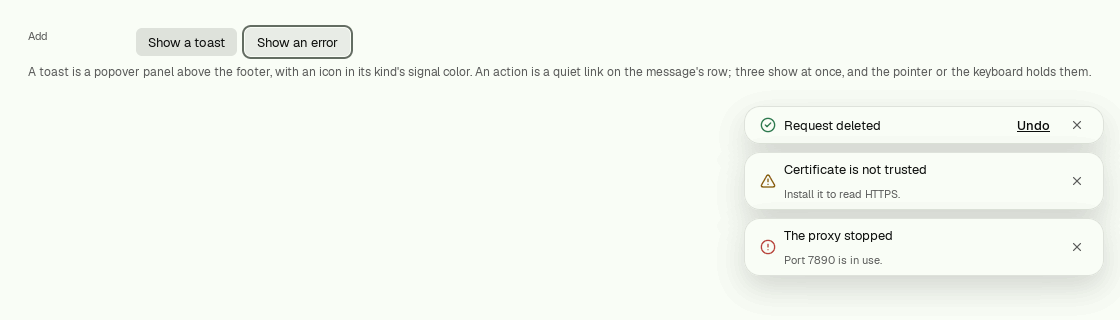 Add
Show a toast
Show an error
A toast is a popover panel above the footer, with an icon in its kind's signal color. An action is a quiet link on the message's row; three show at once, and the pointer or the keyboard holds them.
Request deleted
Undo
Certificate is not trusted
Install it to read HTTPS.
The proxy stopped
Port 7890 is in use.